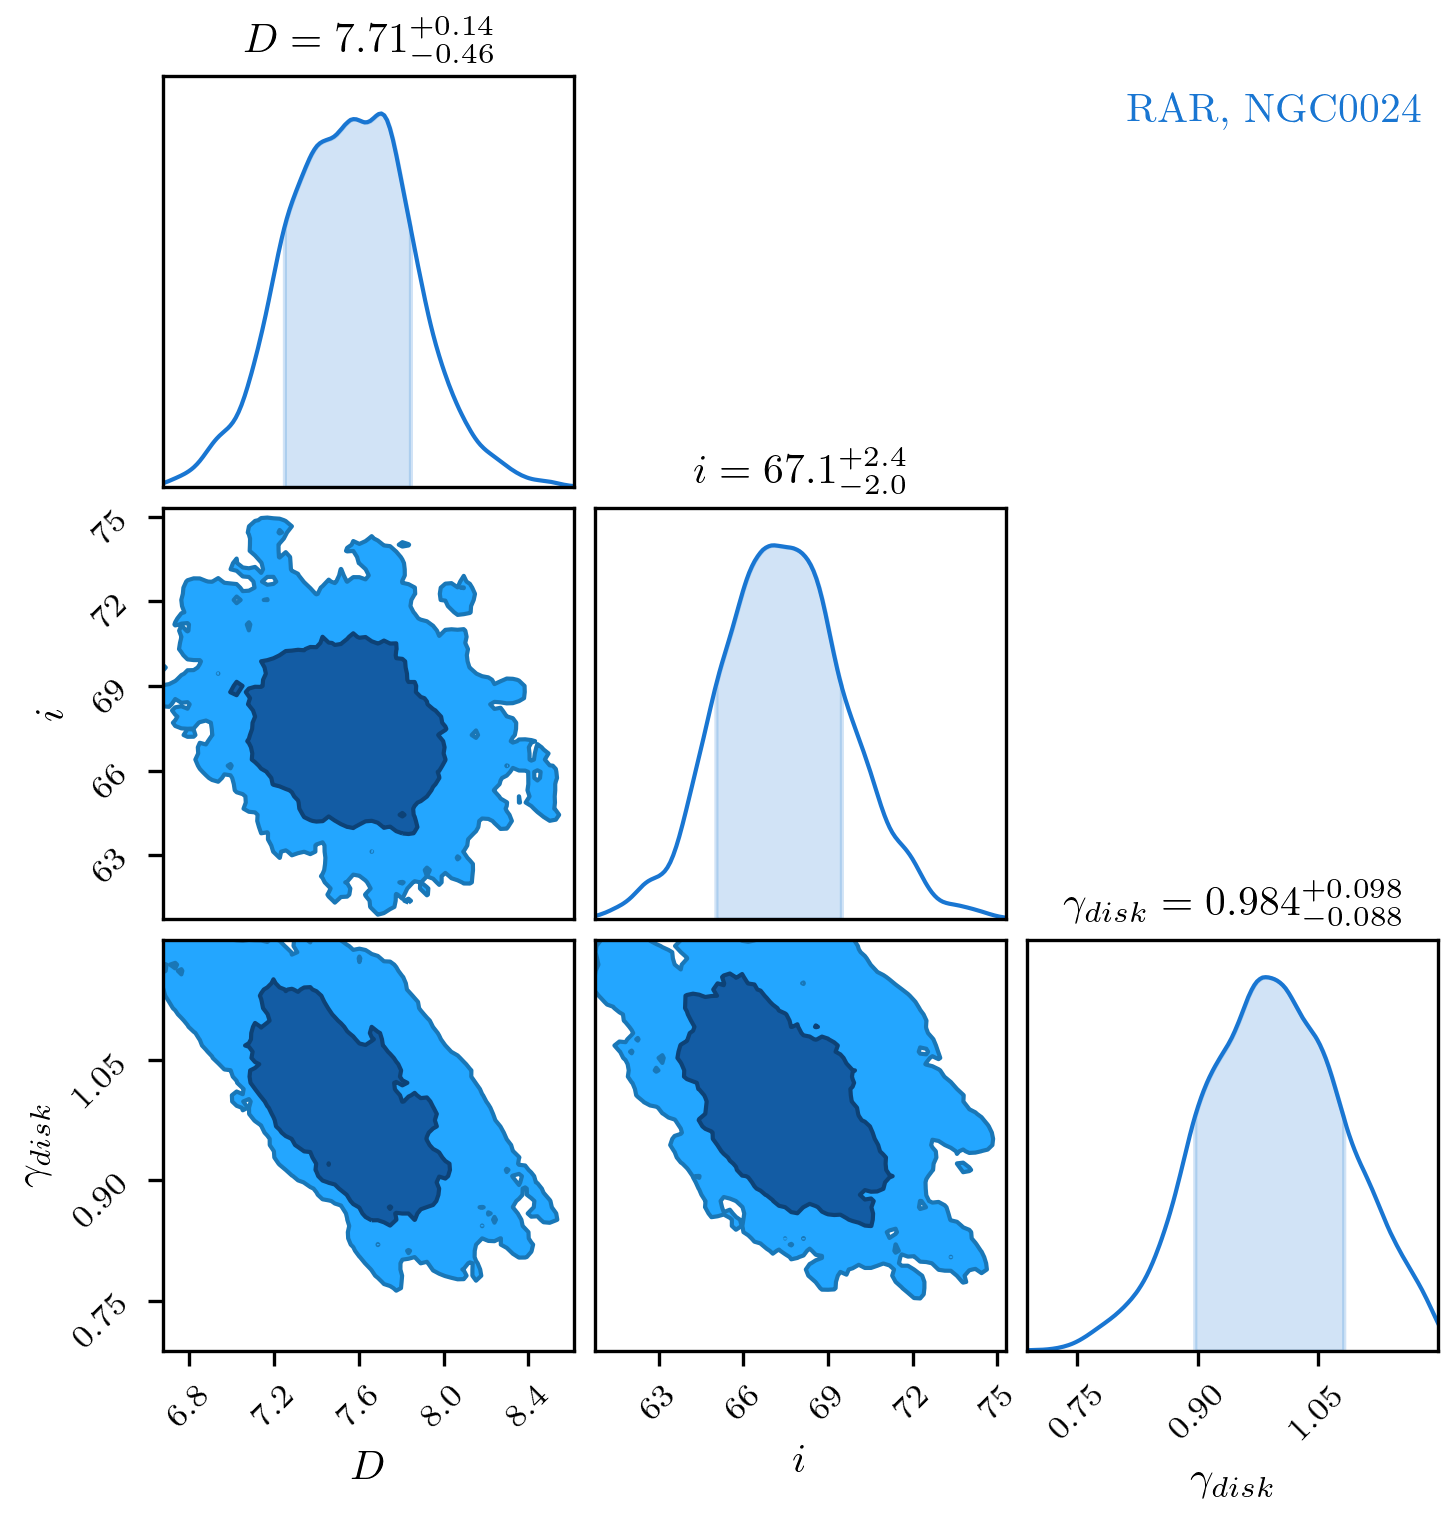 D = 7.71^{+0.14}_{-0.46}
RAR, NGC0024
i = 67.1^{+2.4}_{-2.0}
75
72
69
66
63
i
γ_{disk} = 0.984^{+0.098}_{-0.088}
1.05
0.90
0.75
γ_{disk}
6.8 7.2 7.6 8.0 8.4
63 66 69 72 75
0.75 0.90 1.05
D
i
γ_{disk}